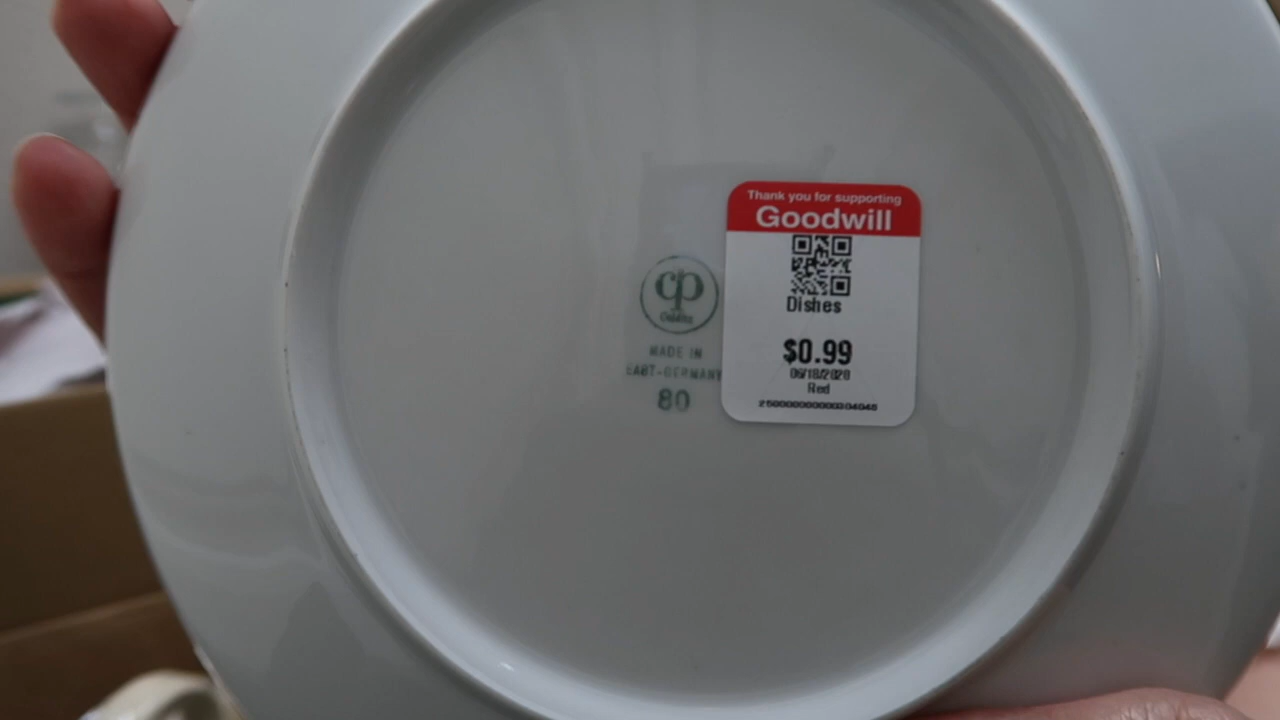 Thank you for supporting
Goodwill
Dishes
$0.99
Red
cp
MADE IN
EAST-GERMANY
80